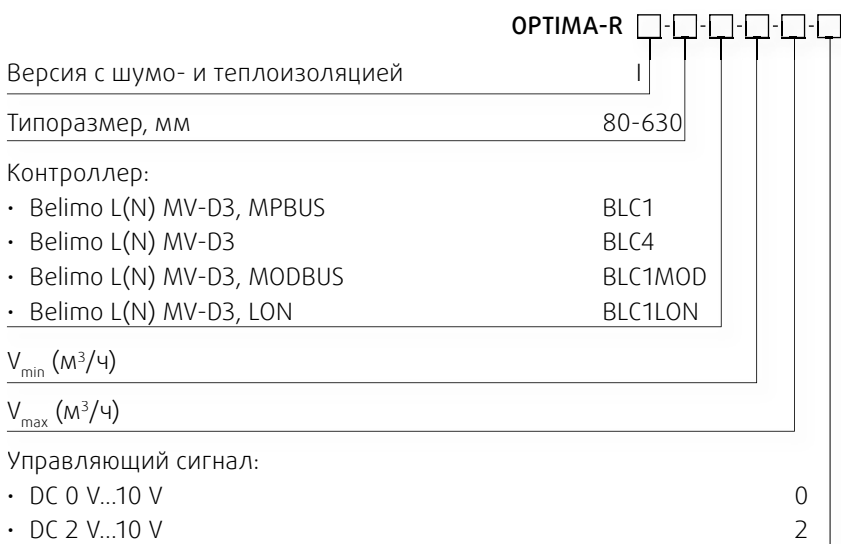 OPTIMA-R □-□-□-□-□-□
Версия с шумо- и теплоизоляцией I
Типоразмер, мм 80-630
Контроллер:
• Belimo L(N) MV-D3, MPBUS BLC1
• Belimo L(N) MV-D3 BLC4
• Belimo L(N) MV-D3, MODBUS BLC1MOD
• Belimo L(N) MV-D3, LON BLC1LON
Vmin (м³/ч)
Vmax (м³/ч)
Управляющий сигнал:
• DC 0 V...10 V 0
• DC 2 V...10 V 2